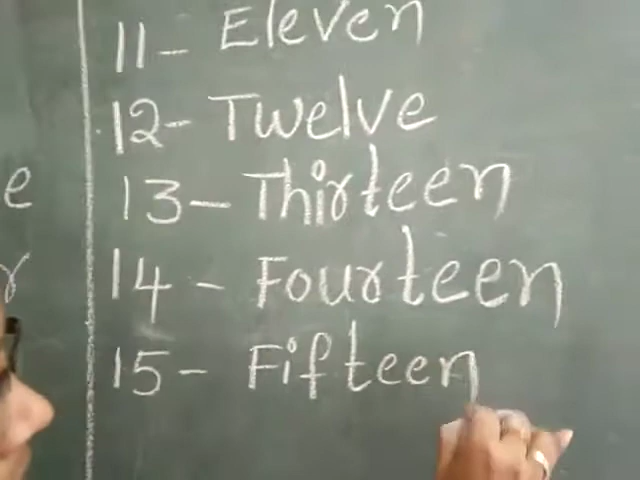 11- Eleven
12- Twelve
e
13- Thirteen
r
14- Fourteen
15- Fifteen